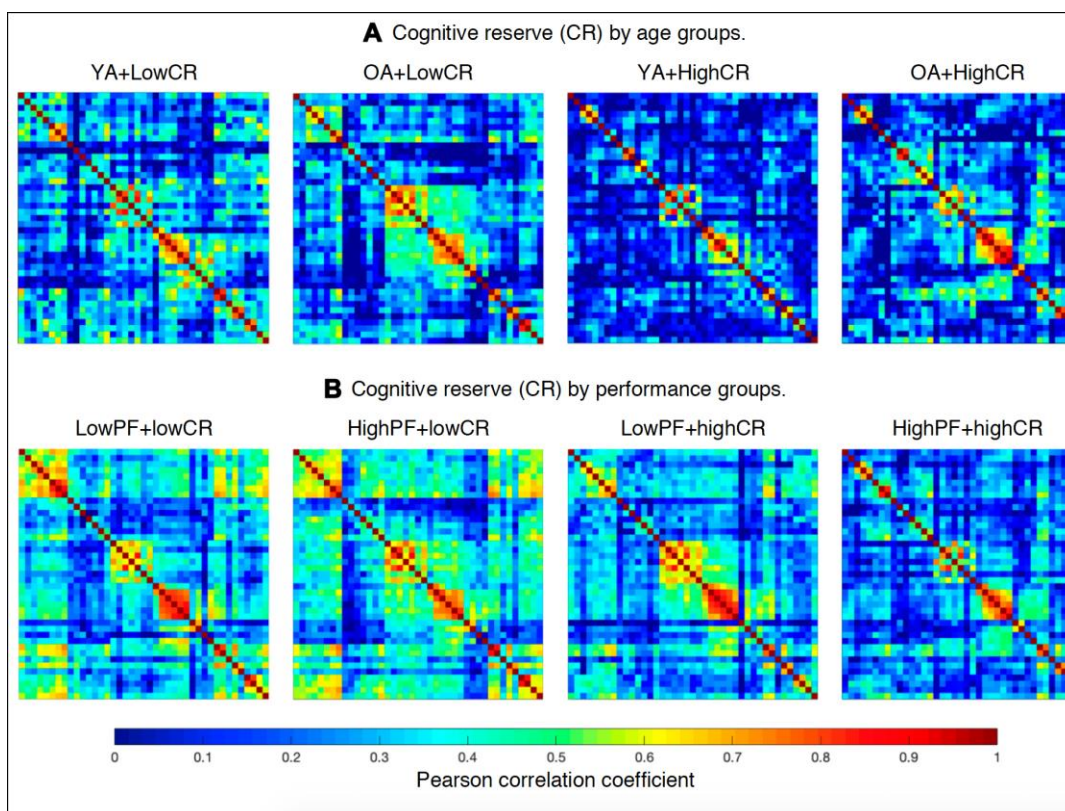 A Cognitive reserve (CR) by age groups.
YA+LowCR OA+LowCR YA+HighCR OA+HighCR
B Cognitive reserve (CR) by performance groups.
LowPF+lowCR HighPF+lowCR LowPF+highCR HighPF+highCR
0 0.1 0.2 0.3 0.4 0.5 0.6 0.7 0.8 0.9 1
Pearson correlation coefficient